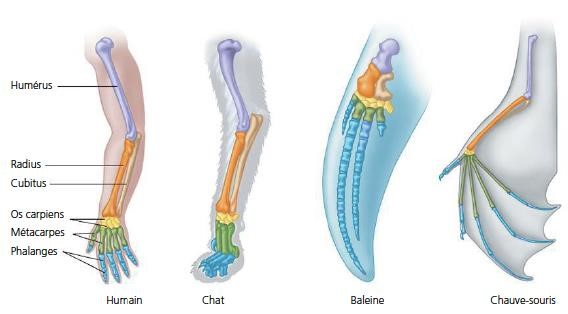 Humérus
Radius
Cubitus
Os carpiens
Métacarpes
Phalanges
Humain
Chat
Baleine
Chauve-souris